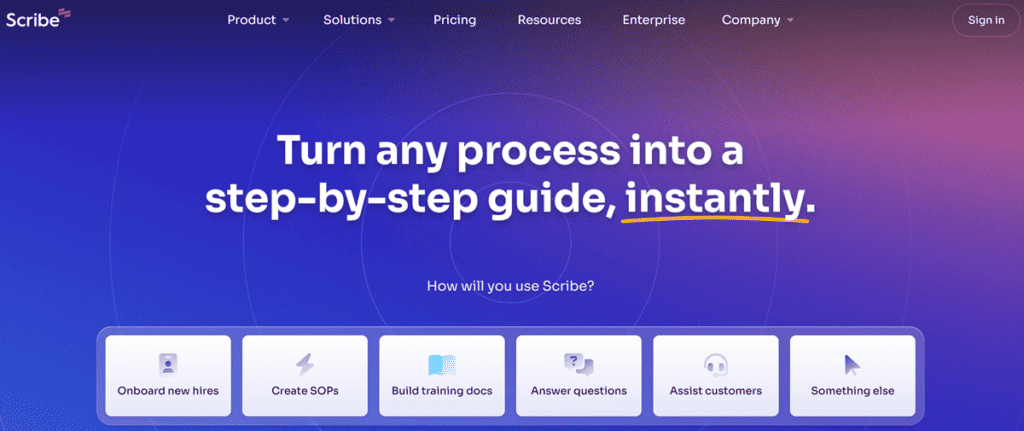 Scribe
Product
Solutions
Pricing
Resources
Enterprise
Company
Sign in
Turn any process into a
step-by-step guide, instantly.
How will you use Scribe?
Onboard new hires
Create SOPs
Build training docs
Answer questions
Assist customers
Something else